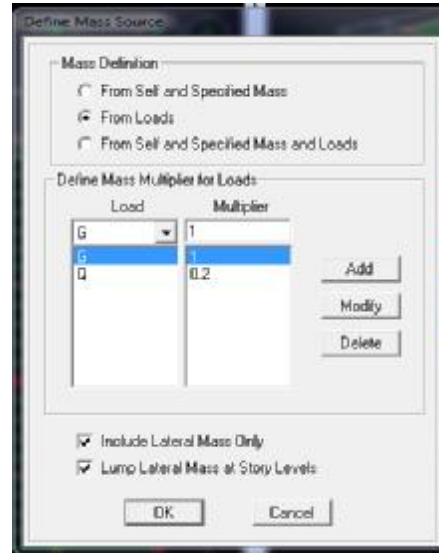 Define Mass Source
Mass Definition
From Self and Specified Mass
From Loads
From Self and Specified Mass and Loads
Define Mass Multiplier for Loads
Load Multiplier
G 1
G 1
Q 0.2
Add
Modify
Delete
Include Lateral Mass Only
Lump Lateral Mass at Story Levels
OK Cancel